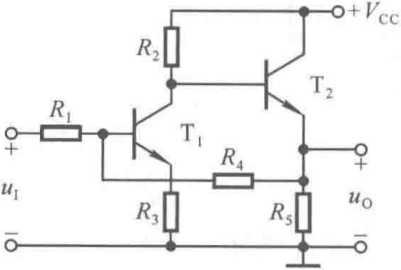 +V_CC
R_2
T_2
R_1
T_1
+
R_4
+
u_I
R_3
R_5
u_O
−
−